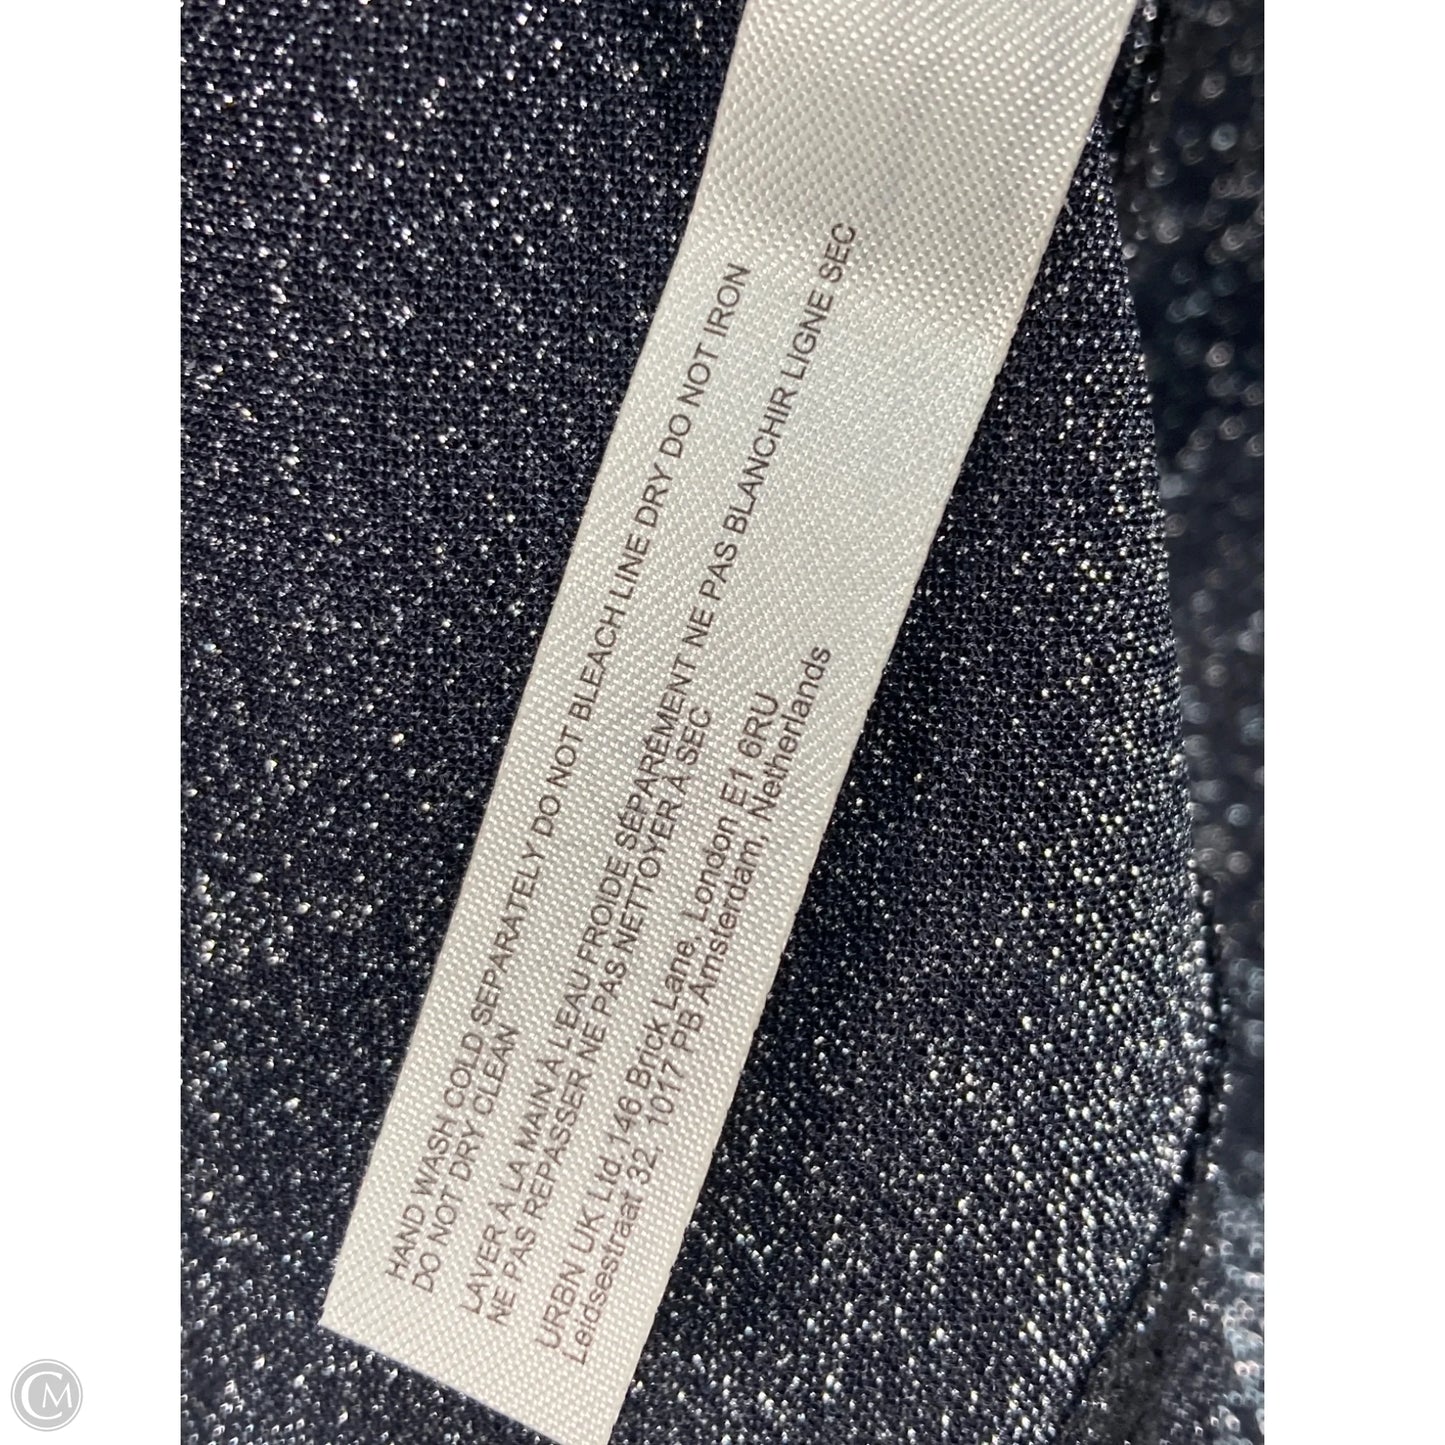 HAND WASH COLD SEPARATELY DO NOT BLEACH LINE DRY DO NOT IRON
DO NOT DRY CLEAN
LAVER À LA MAIN À L'EAU FROIDE SÉPARÉMENT NE PAS BLANCHIR LIGNE SEC
NE PAS REPASSER NE PAS NETTOYER À SEC
URBN UK Ltd,146 Brick Lane, London E1 6RU
Leidsestraat 32, 1017 PB Amsterdam, Netherlands
CM